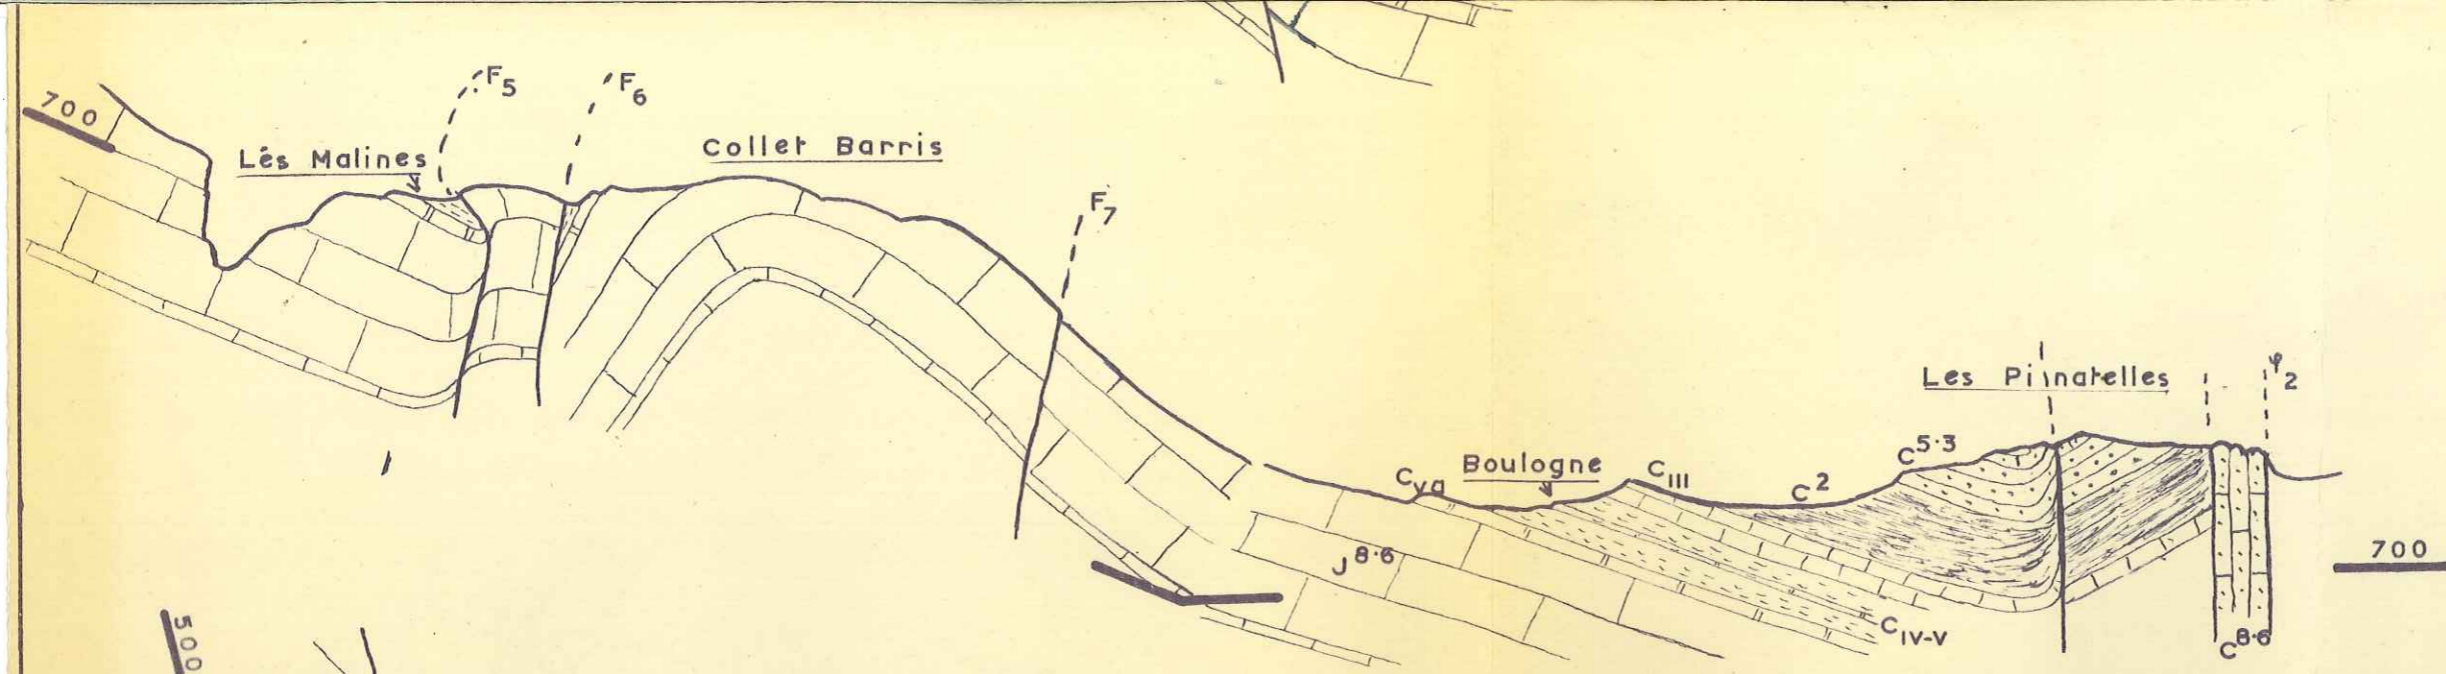 700
F5
F6
Lés Malines
Collet Barris
F7
Les Pinatelles
φ2
C5·3
CVa
Boulogne
CIII
C2
J8·6
700
CIV-V
C8·6
500